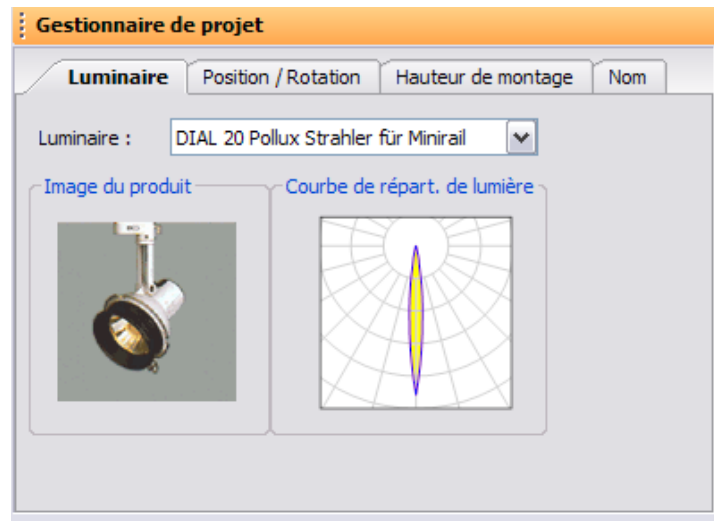 Gestionnaire de projet
Luminaire Position / Rotation Hauteur de montage Nom
Luminaire : DIAL 20 Pollux Strahler für Minirail
Image du produit Courbe de répart. de lumière